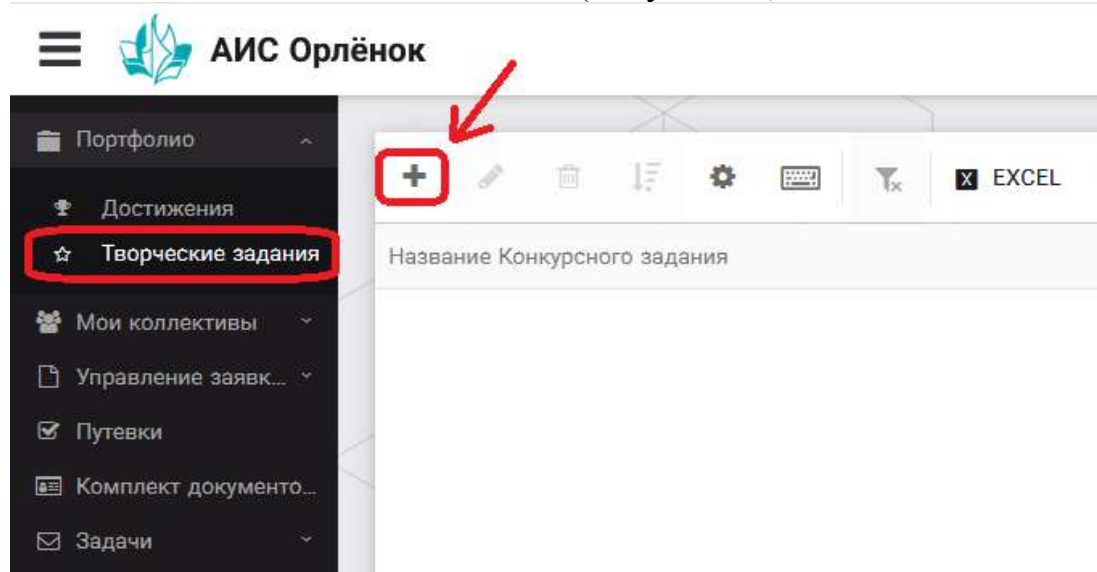 АИС Орлёнок
Портфолио
EXCEL
Достижения
Творческие задания
Название Конкурсного задания
Мои коллективы
Управление заявк...
Путевки
Комплект документо...
Задачи